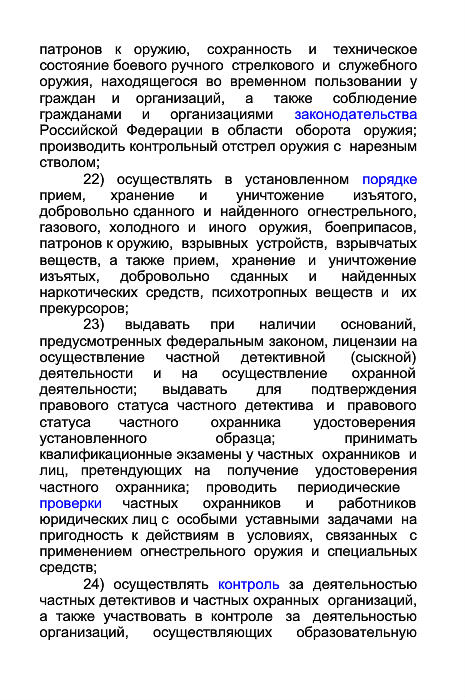 патронов к оружию, сохранность и техническое
состояние боевого ручного стрелкового и служебного
оружия, находящегося во временном пользовании у
граждан и организаций, а также соблюдение
гражданами и организациями законодательства
Российской Федерации в области оборота оружия;
производить контрольный отстрел оружия с нарезным
стволом;
22) осуществлять в установленном порядке
прием, хранение и уничтожение изъятого,
добровольно сданного и найденного огнестрельного,
газового, холодного и иного оружия, боеприпасов,
патронов к оружию, взрывных устройств, взрывчатых
веществ, а также прием, хранение и уничтожение
изъятых, добровольно сданных и найденных
наркотических средств, психотропных веществ и их
прекурсоров;
23) выдавать при наличии оснований,
предусмотренных федеральным законом, лицензии на
осуществление частной детективной (сыскной)
деятельности и на осуществление охранной
деятельности; выдавать для подтверждения
правового статуса частного детектива и правового
статуса частного охранника удостоверения
установленного образца; принимать
квалификационные экзамены у частных охранников и
лиц, претендующих на получение удостоверения
частного охранника; проводить периодические
проверки частных охранников и работников
юридических лиц с особыми уставными задачами на
пригодность к действиям в условиях, связанных с
применением огнестрельного оружия и специальных
средств;
24) осуществлять контроль за деятельностью
частных детективов и частных охранных организаций,
а также участвовать в контроле за деятельностью
организаций, осуществляющих образовательную